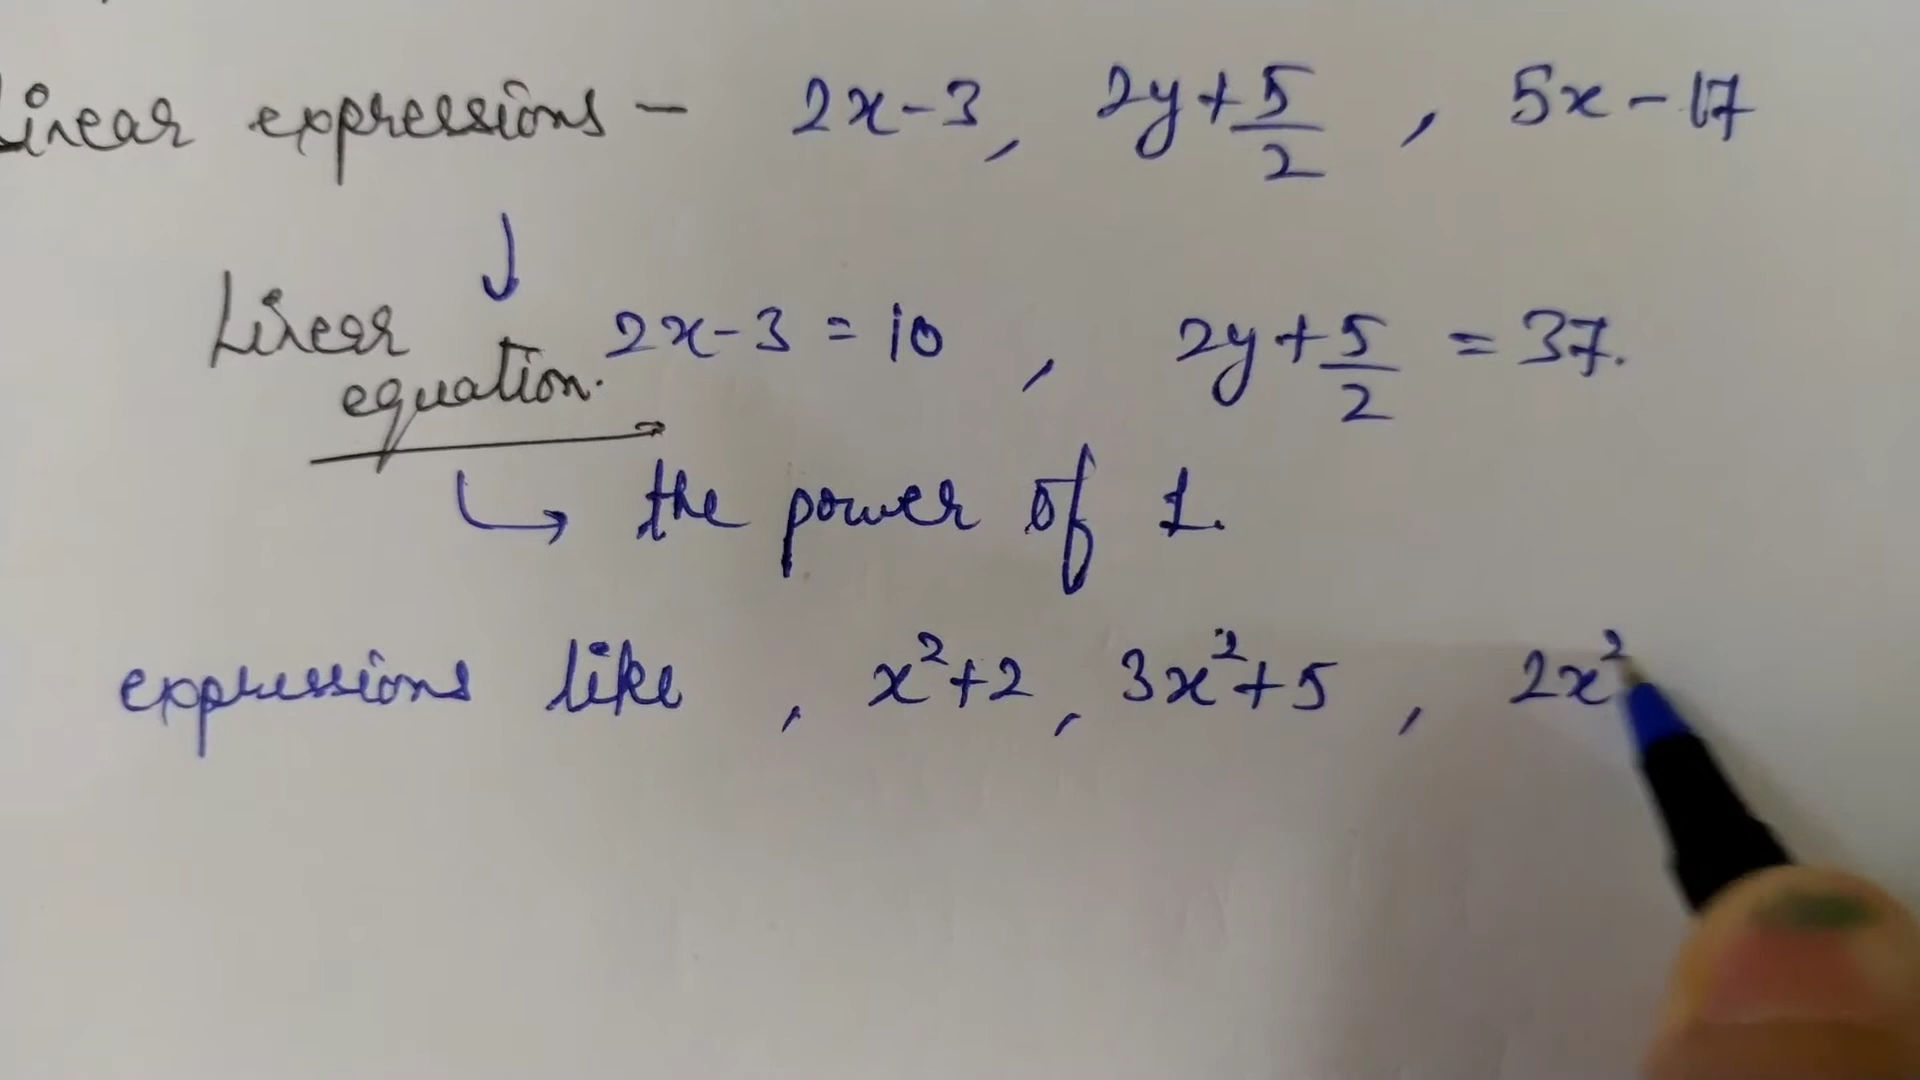 Linear expressions - 2x-3, 2y+5/2, 5x-17
Linear equation. 2x-3 = 10, 2y+5/2 = 37.
the power of 1.
expressions like, x²+2, 3x²+5, 2x²